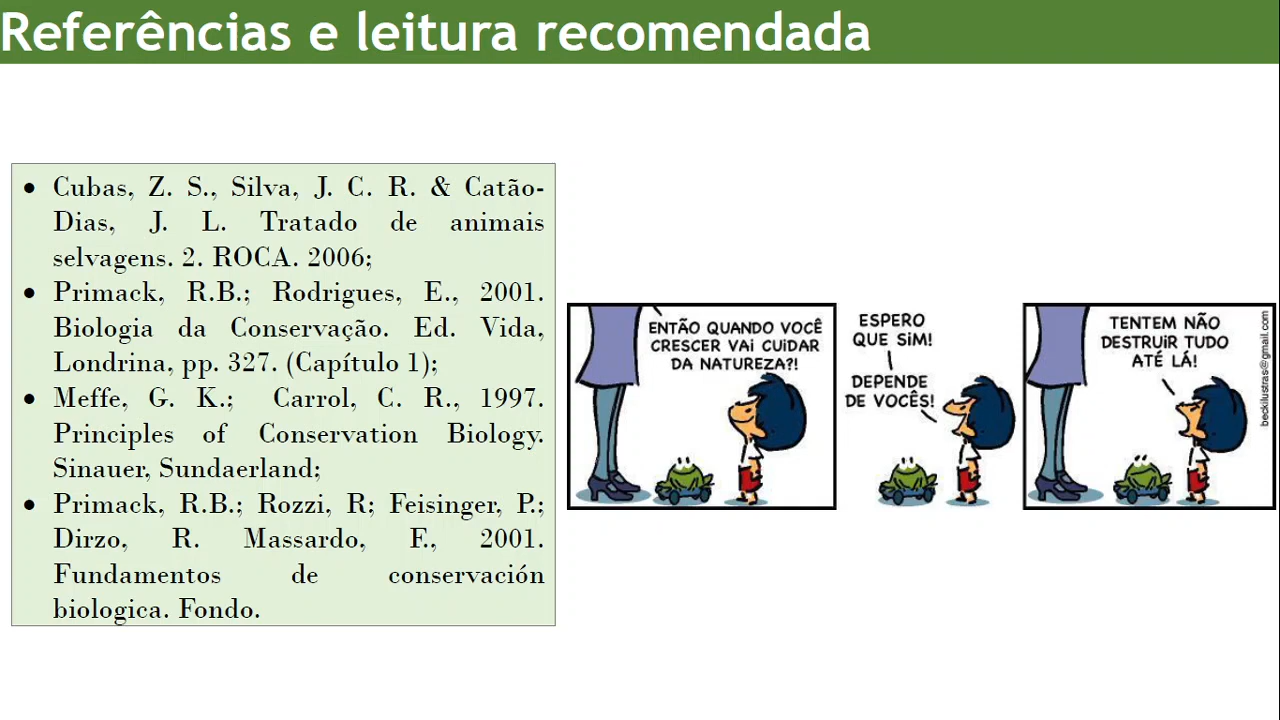 Referências e leitura recomendada
• Cubas, Z. S., Silva, J. C. R. & Catão-
Dias, J. L. Tratado de animais
selvagens. 2. ROCA. 2006;
• Primack, R.B.; Rodrigues, E., 2001.
Biologia da Conservação. Ed. Vida,
Londrina, pp. 327. (Capítulo 1);
• Meffe, G. K.; Carrol, C. R., 1997.
Principles of Conservation Biology.
Sinauer, Sundaerland;
• Primack, R.B.; Rozzi, R; Feisinger, P.;
Dirzo, R. Massardo, F., 2001.
Fundamentos de conservación
biologica. Fondo.
ENTÃO QUANDO VOCÊ
CRESCER VAi CUiDAR
DA NATUREZA?!
ESPERO
QUE SiM!
DEPENDE
DE VOCÊS!
TENTEM NÃO
DESTRUiR TUDO
ATÉ LÁ!
beckilustras@gmail.com